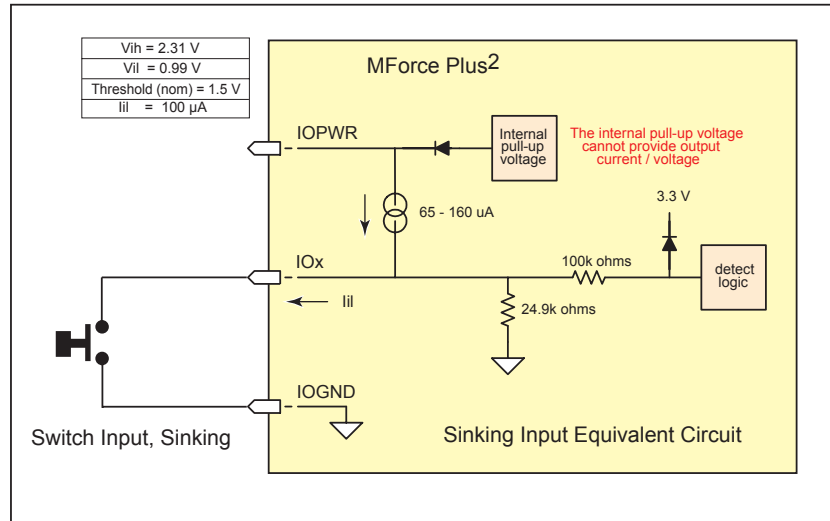 Vih = 2.31 V
Vil = 0.99 V
Threshold (nom) = 1.5 V
Iil = 100 µA
MForce Plus2
IOPWR
Internal
pull-up
voltage
The internal pull-up voltage
cannot provide output
current / voltage
65 - 160 uA
3.3 V
IOx
100k ohms
detect
logic
Iil
24.9k ohms
IOGND
Switch Input, Sinking
Sinking Input Equivalent Circuit